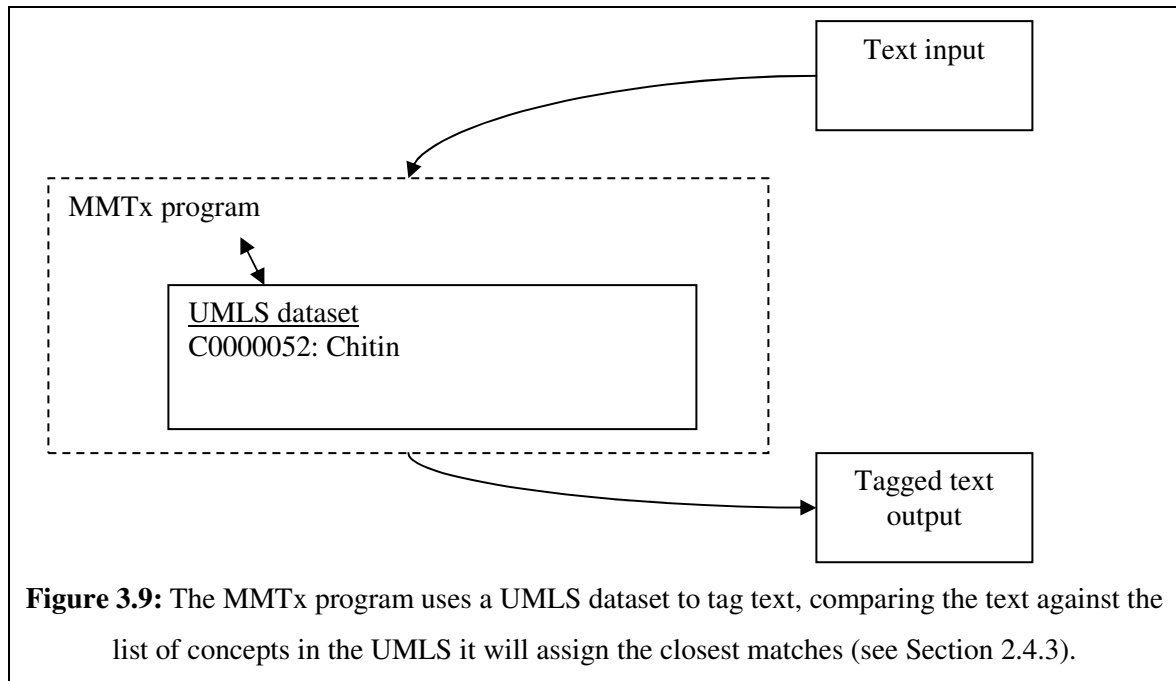 Text input
MMTx program
UMLS dataset
C0000052: Chitin
Tagged text
output
Figure 3.9: The MMTx program uses a UMLS dataset to tag text, comparing the text against the
list of concepts in the UMLS it will assign the closest matches (see Section 2.4.3).